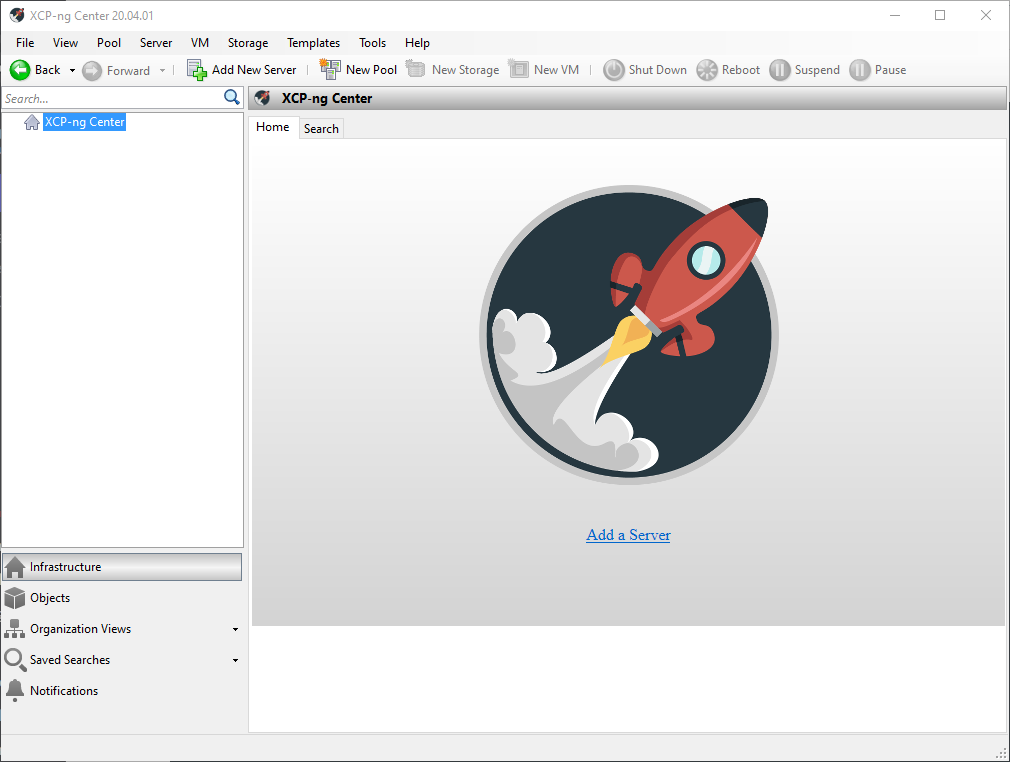 XCP-ng Center 20.04.01
File View Pool Server VM Storage Templates Tools Help
Back Forward Add New Server New Pool New Storage New VM Shut Down Reboot Suspend Pause
Search...
XCP-ng Center
XCP-ng Center
Home Search
Add a Server
Infrastructure
Objects
Organization Views
Saved Searches
Notifications